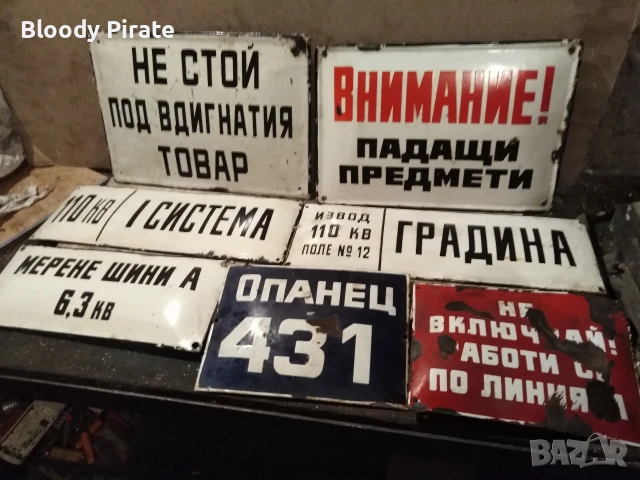 Bloody Pirate
НЕ СТОЙ
ПОД ВДИГНАТИЯ
ТОВАР
ВНИМАНИЕ!
ПАДАЩИ
ПРЕДМЕТИ
110 КВ I СИСТЕМА
ИЗВОД
110 КВ
ПОЛЕ № 12
ГРАДИНА
МЕРЕНЕ ШИНИ А
6,3 КВ
ОПАНЕЦ
431
НЕ
ПО ЛИНИЯ
BAZAR